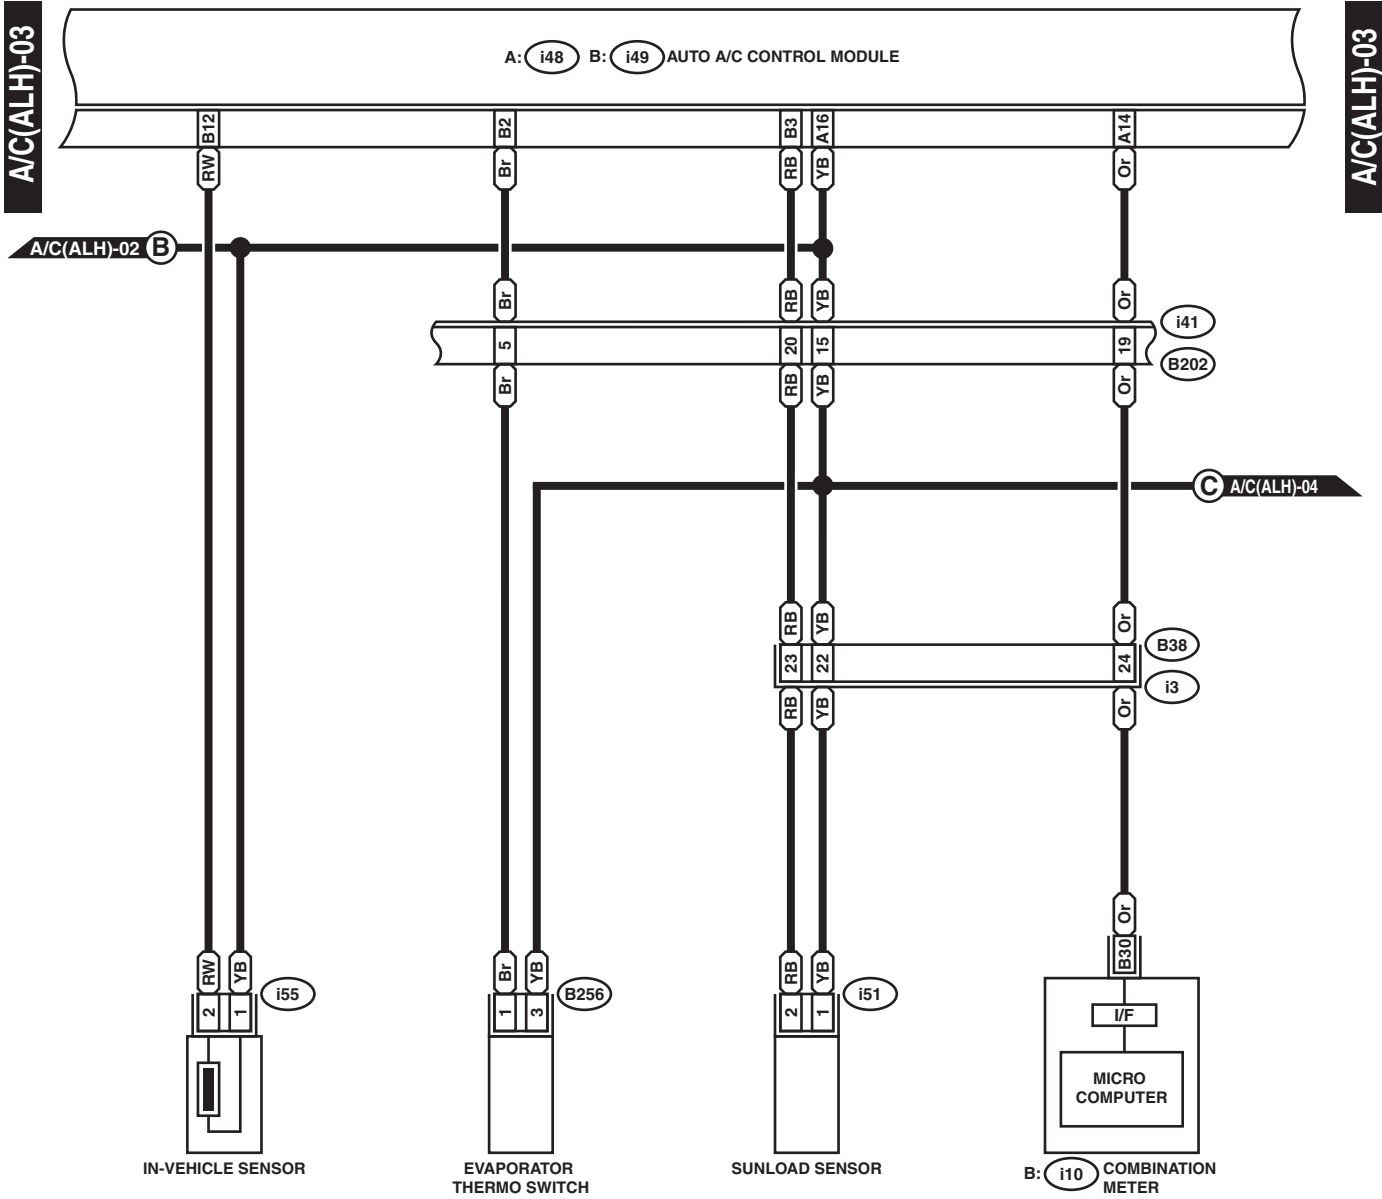 A/C(ALH)-03
A/C(ALH)-03
A: i48 B: i49 AUTO A/C CONTROL MODULE
B12 B2 B3 A16 A14
RW Br RB YB Or
A/C(ALH)-02 B
Br RB YB Or
i41
5 20 15 19
B202
Br RB YB Or
C A/C(ALH)-04
RB YB Or
B38
23 22 24
i3
RB YB Or
Or
B30
RW YB Br YB RB YB
i55 B256 i51
2 1 1 3 2 1
I/F
MICRO
COMPUTER
IN-VEHICLE SENSOR
EVAPORATOR
THERMO SWITCH
SUNLOAD SENSOR
B: i10 COMBINATION
METER